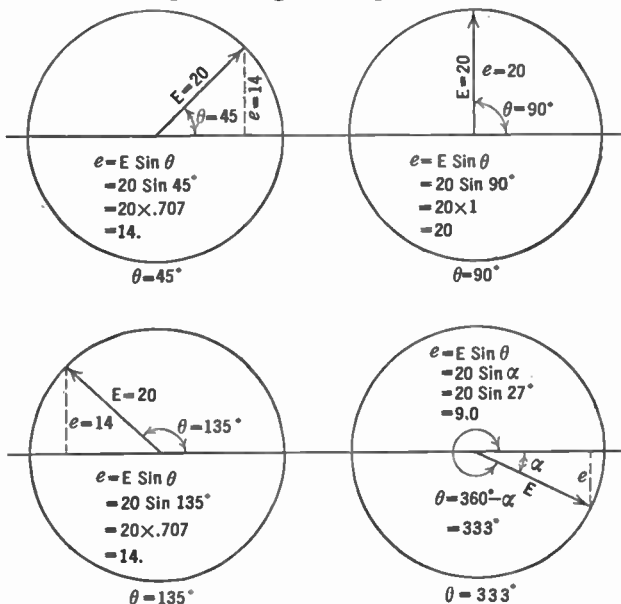 E=20
θ=45
e=14
e=E Sin θ
=20 Sin 45°
=20×.707
=14.
θ=45°
E=20
e=20
θ=90°
e=E Sin θ
=20 Sin 90°
=20×1
=20
θ=90°
E=20
e=14
θ=135°
e=E Sin θ
=20 Sin 135°
=20×.707
=14.
θ=135°
e=E Sin θ
=20 Sin α
=20 Sin 27°
=9.0
α
e
E
θ=360°-α
=333°
θ=333°